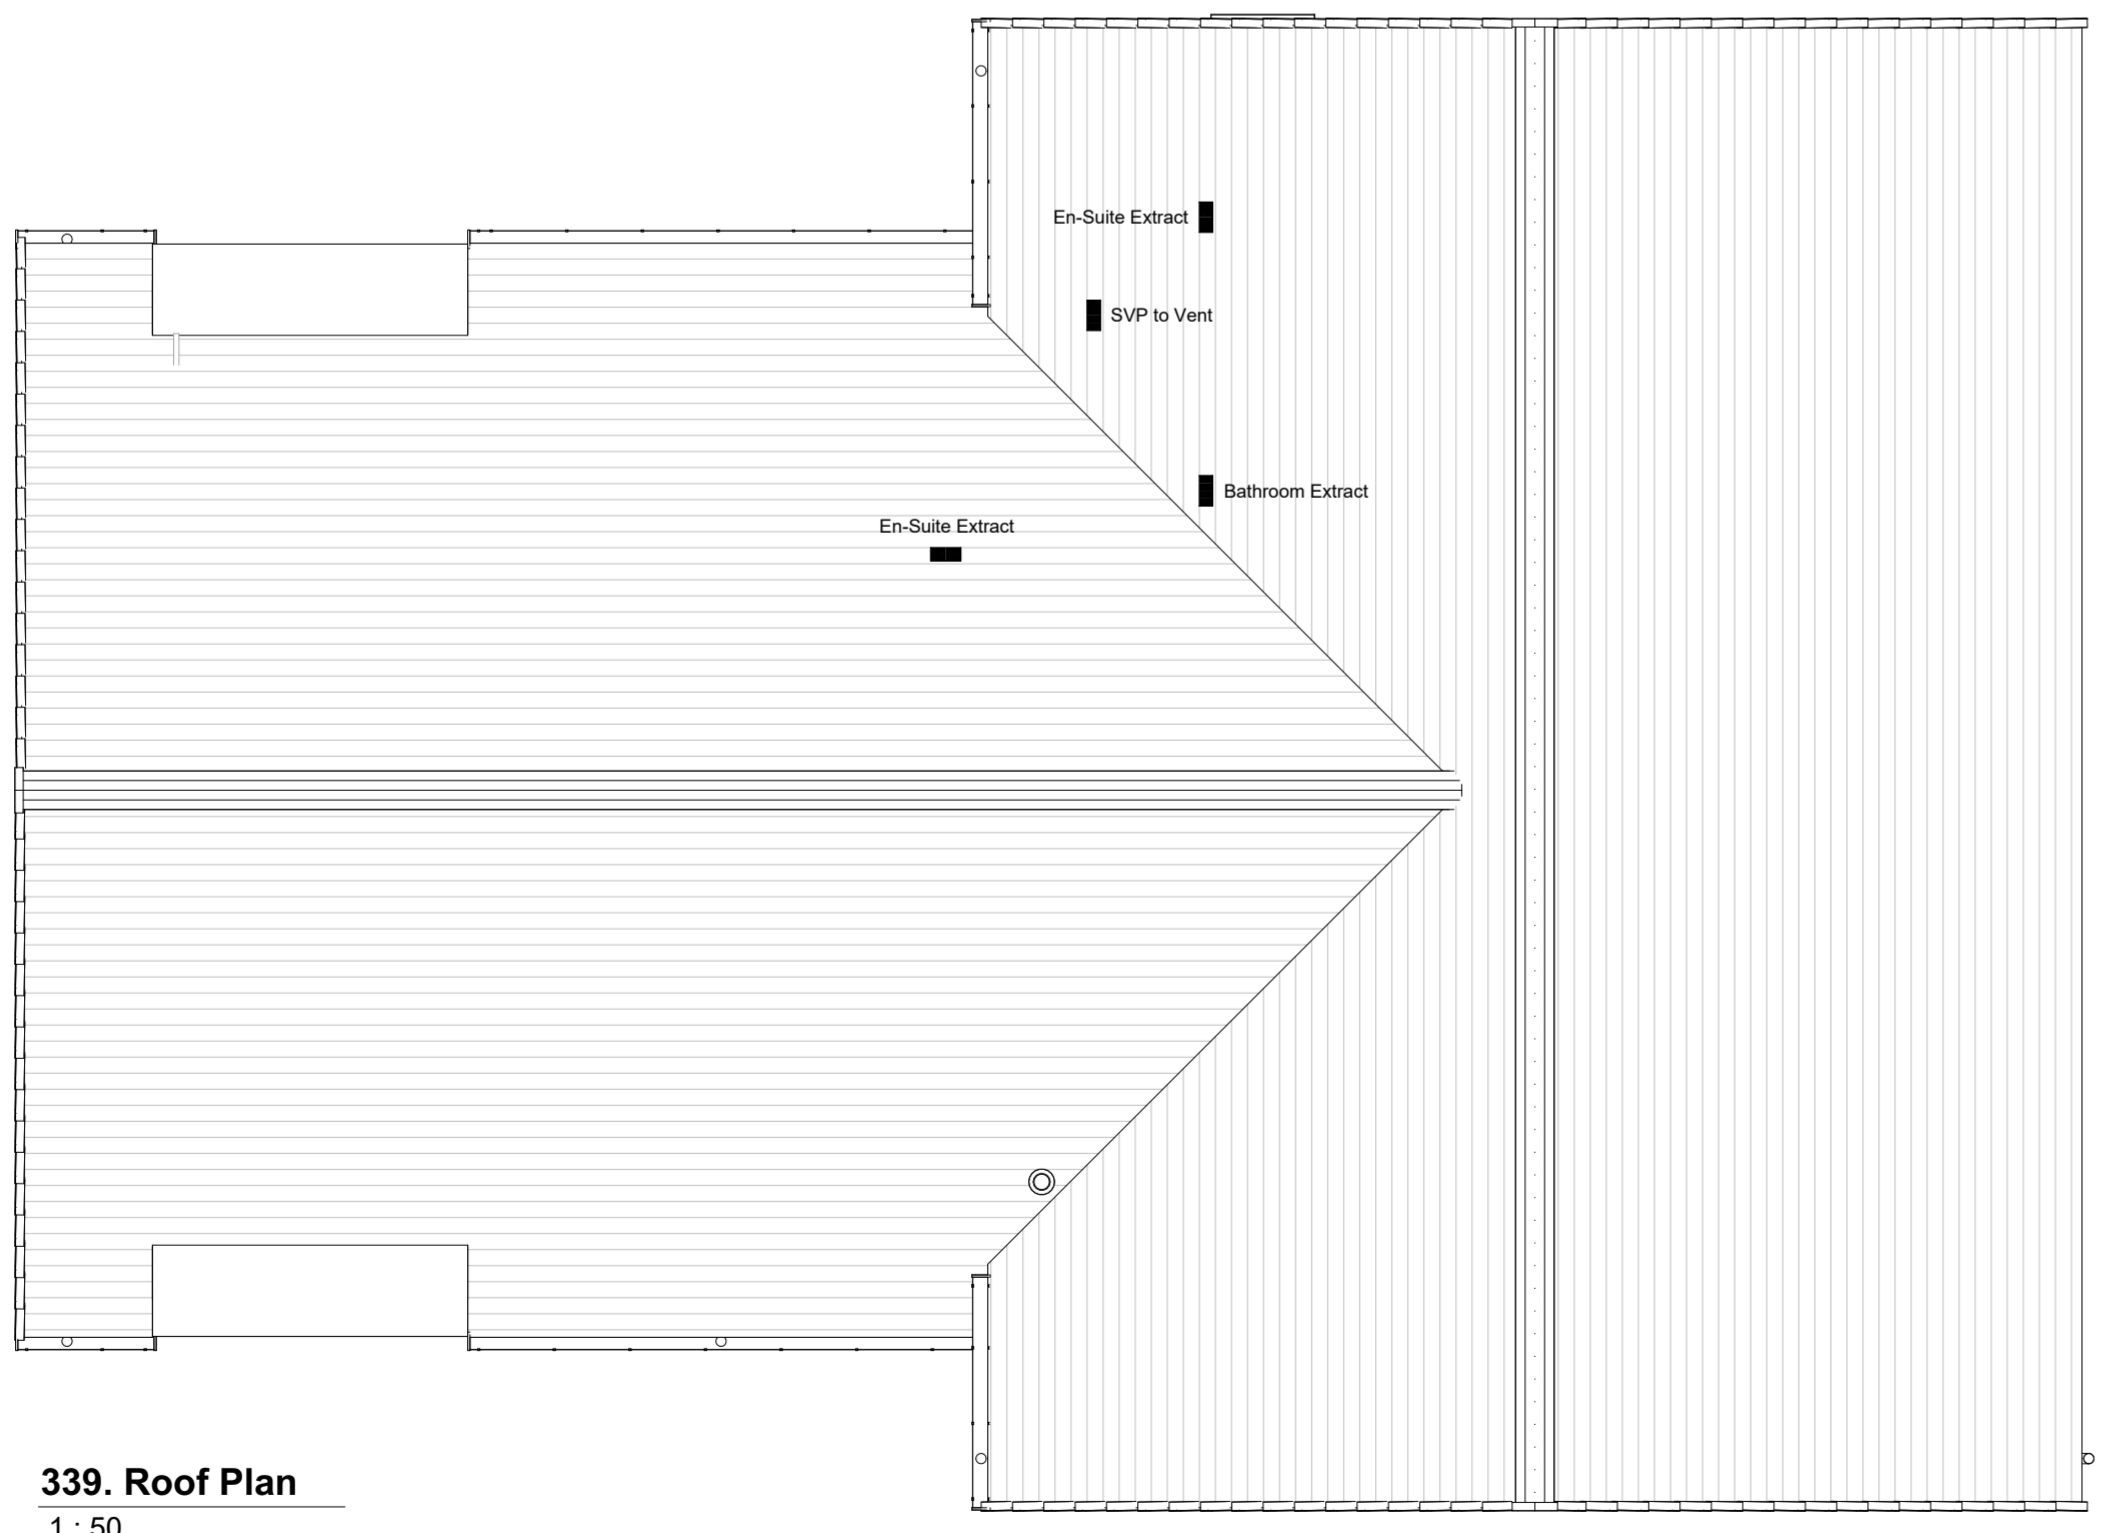 En-Suite Extract
SVP to Vent
Bathroom Extract
En-Suite Extract
339. Roof Plan
1 : 50